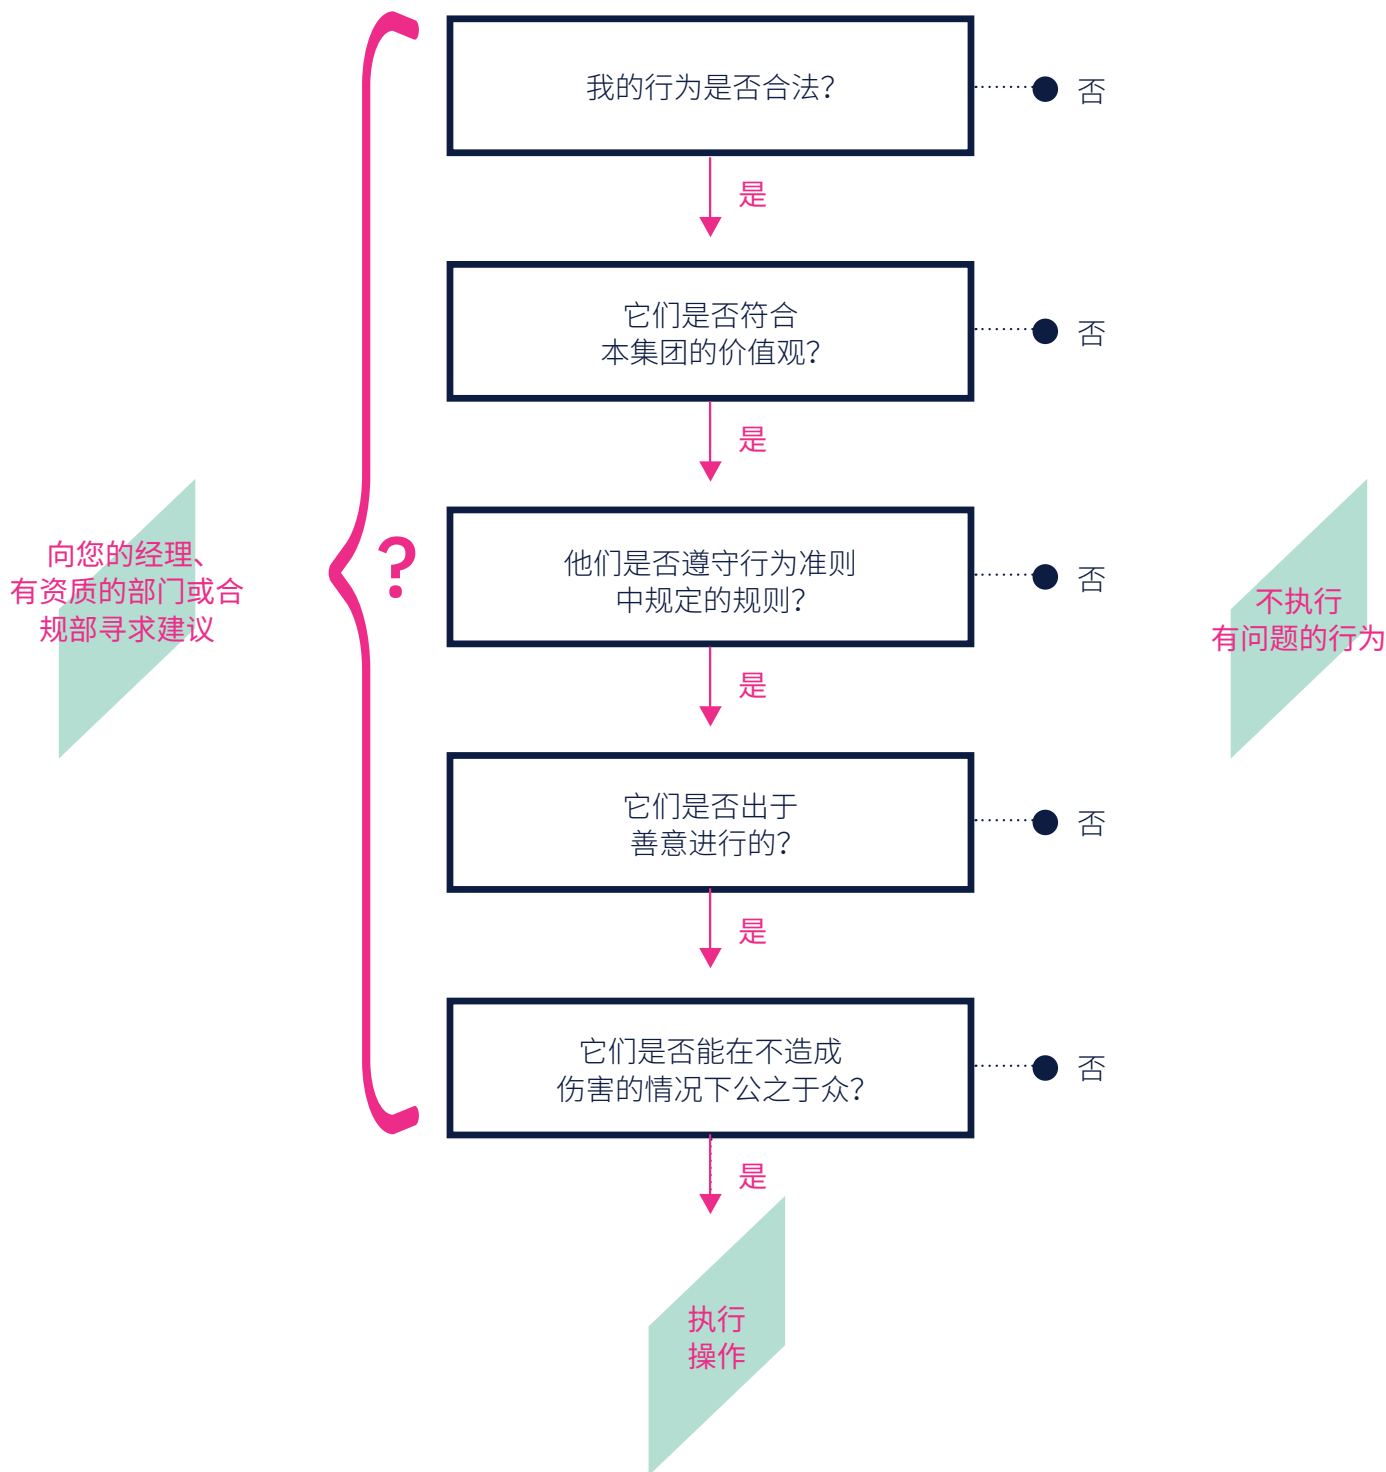 我的行为是否合法？
否
是
它们是否符合
本集团的价值观？
否
是
向您的经理、
有资质的部门或合
规部寻求建议
?
他们是否遵守行为准则
中规定的规则？
否
不执行
有问题的行为
是
它们是否出于
善意进行的？
否
是
它们是否能在不造成
伤害的情况下公之于众？
否
是
执行
操作